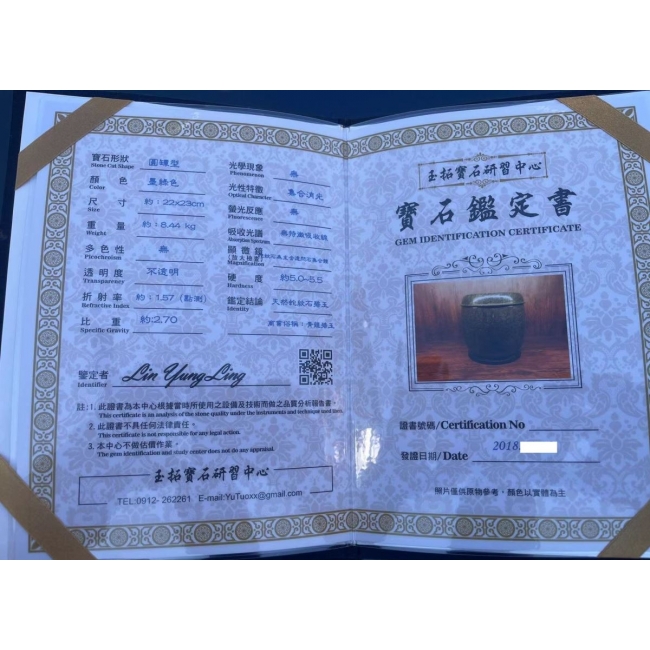 寶石形狀 圓罈型
Stone Cut Shape
顏 色 墨綠色
Color
尺 寸 約：22x23cm
Size
重 量 約：8.44 kg
Weight
多色性 無
Pleochroism
透明度 不透明
Transparency
折射率 約：1.57 (點測)
Refractive Index
比 重 約:2.70
Specific Gravity
光學現象 無
Phenomenon
光性特徵 集合消光
Optical Character
螢光反應 無
Fluorescence
吸收光譜 無特徵吸收譜
Absorption Spectrum
顯微鏡
(放大檢查)
Magnification
硬 度 約5.0-5.5
Hardness
鑑定結論 天然蛇紋石墨玉
Identity
鑒定者 Lin YungLing
Identifier
註: 1. 此證書為本中心根據當時所使用之設備及技術而做之品質分析報告書。
This certificate is an analysis of the stone quality under the instruments and technique used then.
2. 此證書不具任何法律責任。
This certificate is not responsible for any legal action.
3. 本中心不做估價作業。
The gem identification and study center does not do any appraisal.
玉拓寶石研習中心
TEL:0912- 262261 E-mail:YuTuoxx@gmail.com
玉拓寶石研習中心
寶石鑑定書
GEM IDENTIFICATION CERTIFICATE
證書號碼/Certification No
發證日期/Date 2018
照片僅供原物參考，顏色以實體為主